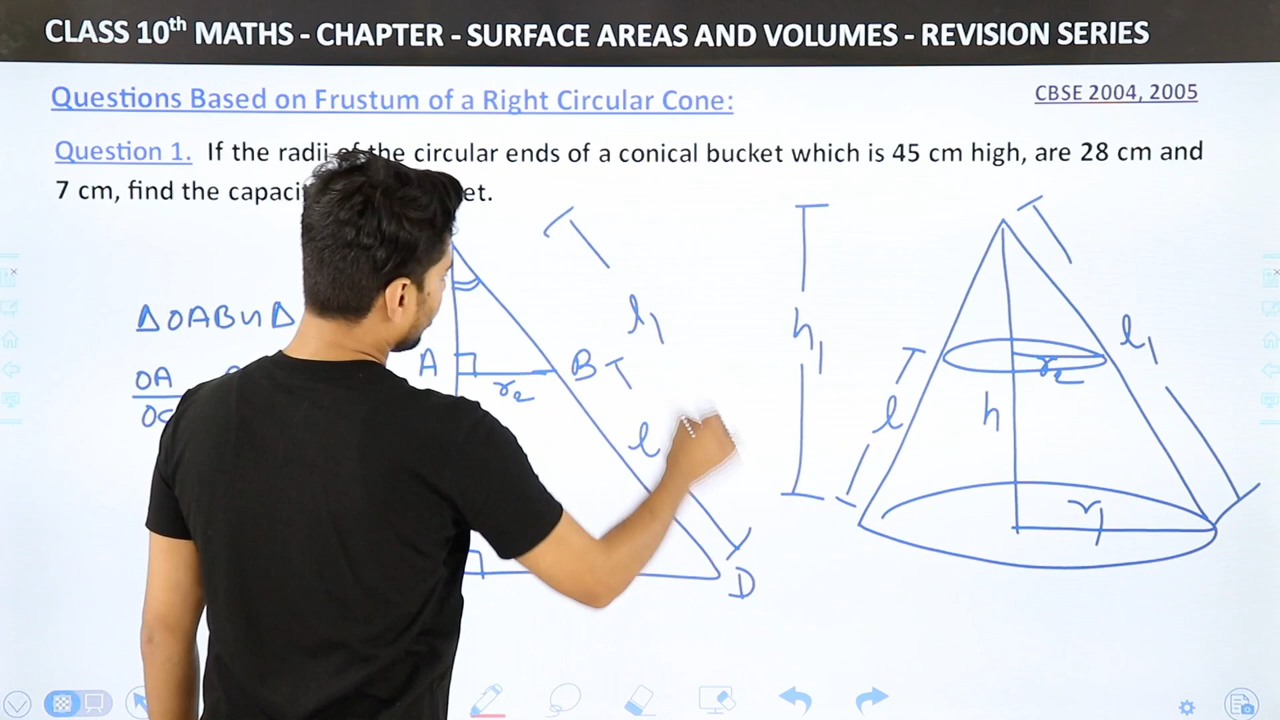 CLASS 10th MATHS - CHAPTER - SURFACE AREAS AND VOLUMES - REVISION SERIES
Questions Based on Frustum of a Right Circular Cone:
CBSE 2004, 2005
Question 1. If the radii of the circular ends of a conical bucket which is 45 cm high, are 28 cm and
7 cm, find the capaci et.
△OAB∼△
OA
OC
A
B
r₂
l₁
l
D
h₁
l
h
r₂
l₁
r₁